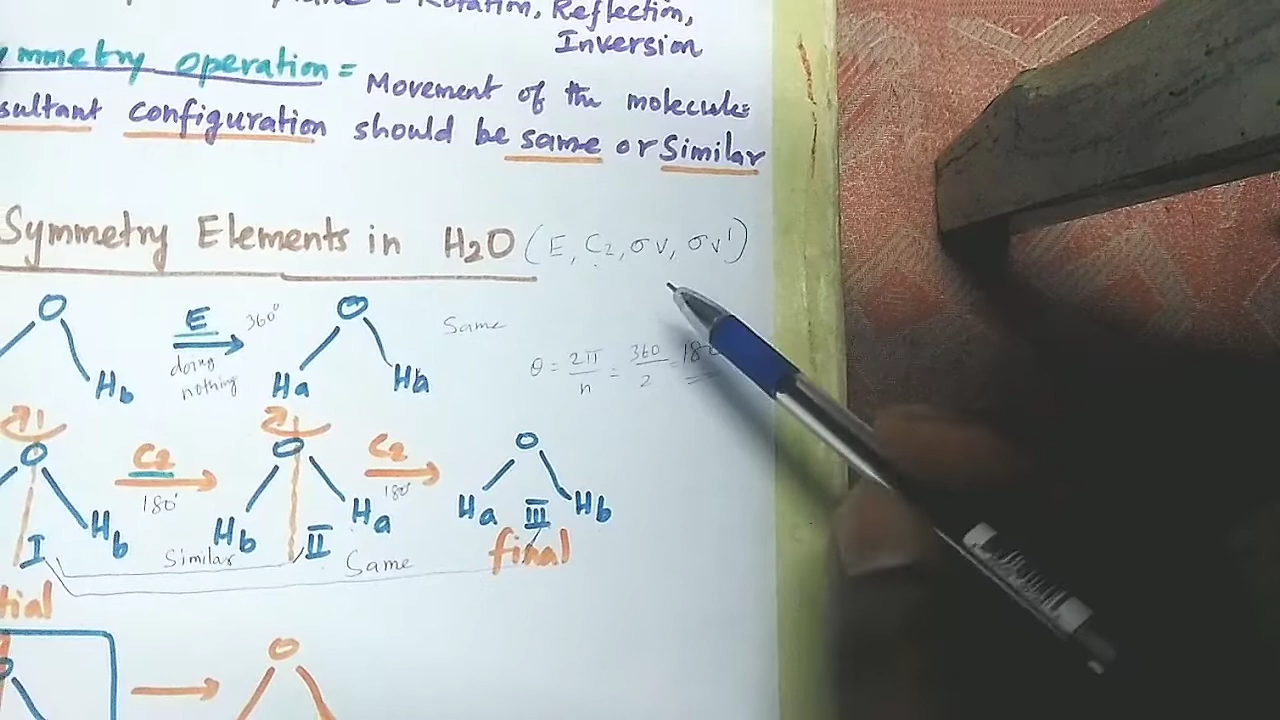 Rotation, Reflection,
Inversion
ymmetry operation = Movement of the molecule
sultant configuration should be same or Similar
Symmetry Elements in H2O (E, C2, σv, σv')
O E 360° O Same
doing
nothing
Hb Ha Hb
θ = 2π/n = 360/2 = 180
O C2 O C2 O
180° 180°
Hb Hb Ha Ha Hb
I II III
Similar Same final
tial
O